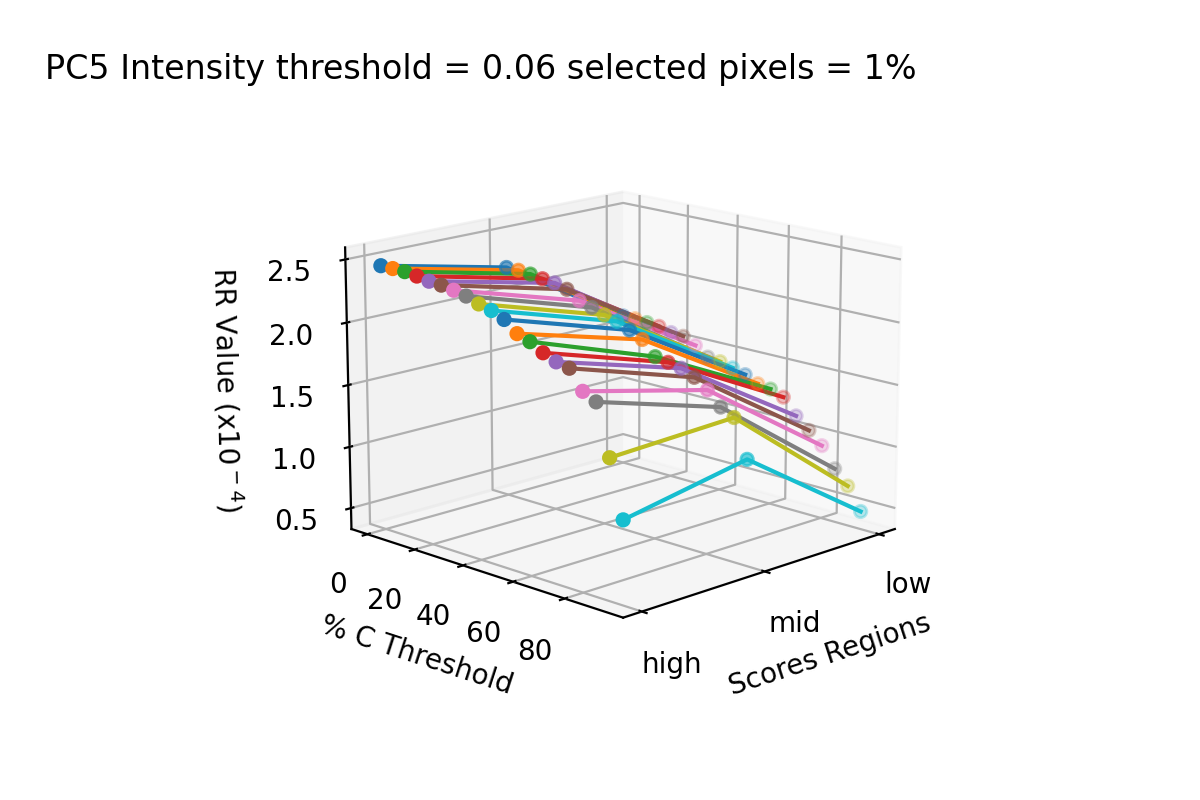 PC5 Intensity threshold = 0.06 selected pixels = 1%
2.5
2.0
1.5
1.0
0.5
RR Value (x10⁻⁴)
0
20
40
60
80
% C Threshold
high
mid
low
Scores Regions